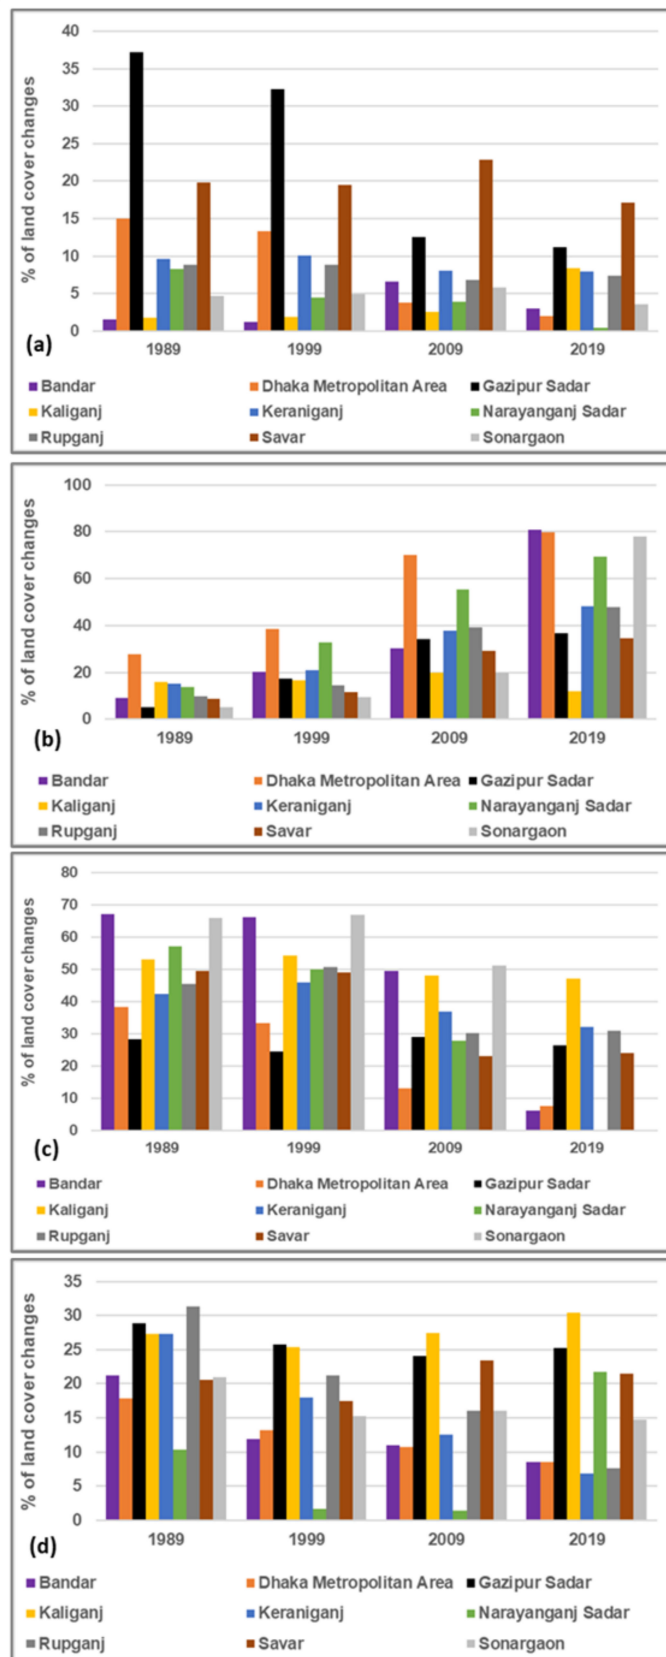 40
35
30
25
20
15
10
5
0
% of land cover changes
(a)
1989 1999 2009 2019
Bandar Dhaka Metropolitan Area Gazipur Sadar
Kaliganj Keraniganj Narayanganj Sadar
Rupganj Savar Sonargaon
100
80
60
40
20
0
% of land cover changes
(b)
1989 1999 2009 2019
Bandar Dhaka Metropolitan Area Gazipur Sadar
Kaliganj Keraniganj Narayanganj Sadar
Rupganj Savar Sonargaon
80
70
60
50
40
30
20
10
0
% of land cover changes
(c)
1989 1999 2009 2019
Bandar Dhaka Metropolitan Area Gazipur Sadar
Kaliganj Keraniganj Narayanganj Sadar
Rupganj Savar Sonargaon
35
30
25
20
15
10
5
0
% of land cover changes
(d)
1989 1999 2009 2019
Bandar Dhaka Metropolitan Area Gazipur Sadar
Kaliganj Keraniganj Narayanganj Sadar
Rupganj Savar Sonargaon